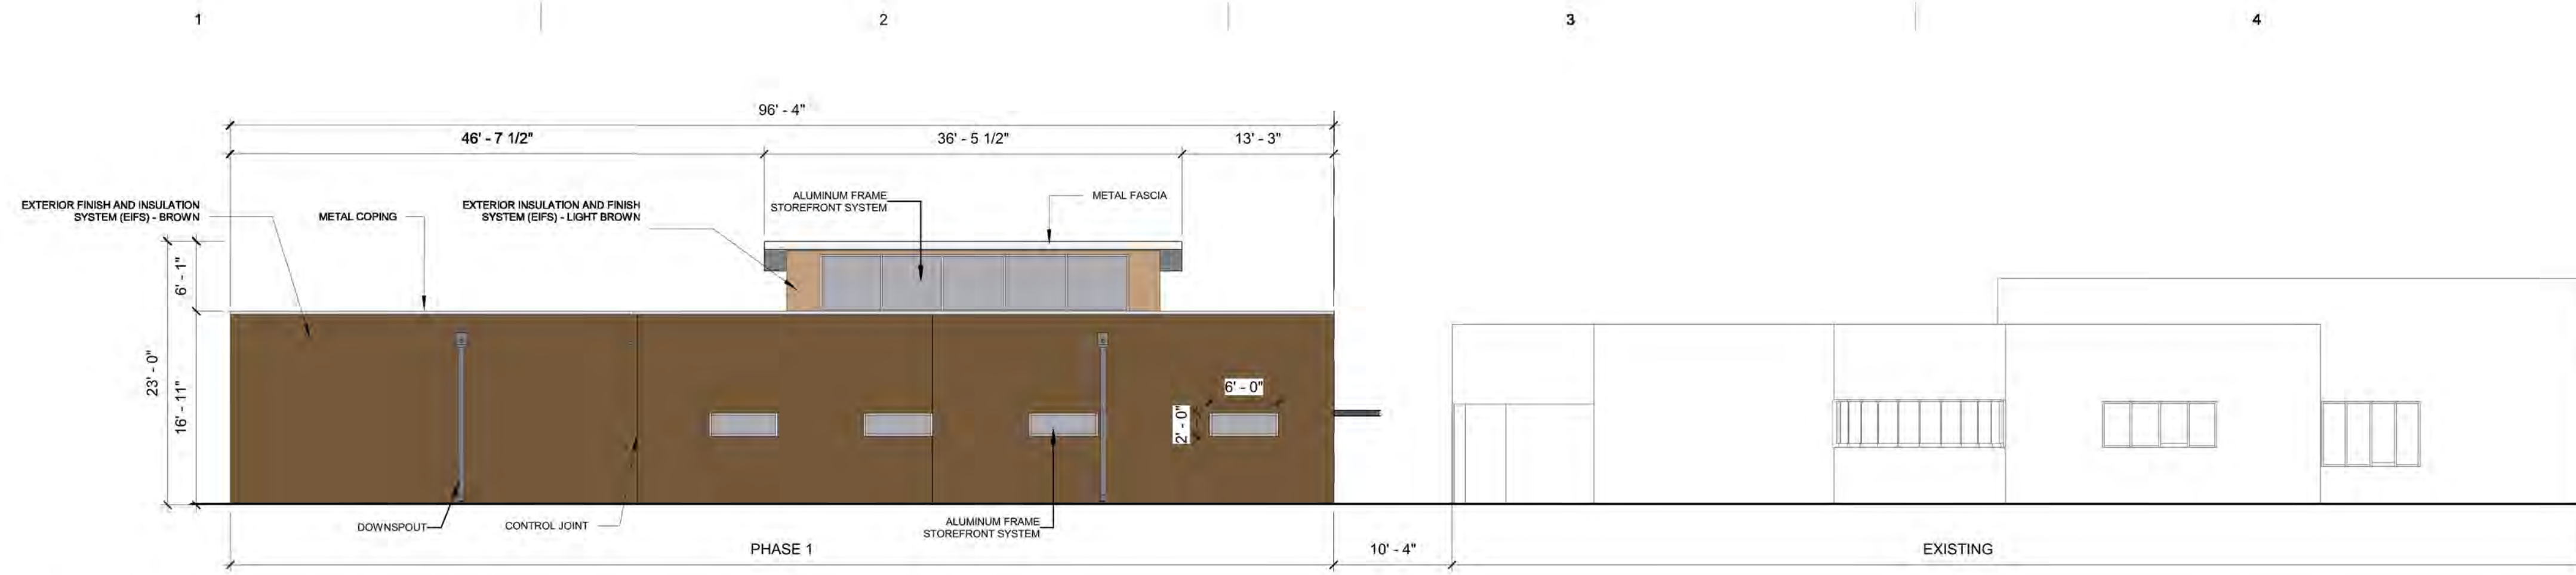 1
2
3
4
96' - 4"
46' - 7 1/2"
36' - 5 1/2"
13' - 3"
EXTERIOR FINISH AND INSULATION
SYSTEM (EIFS) - BROWN
METAL COPING
EXTERIOR INSULATION AND FINISH
SYSTEM (EIFS) - LIGHT BROWN
ALUMINUM FRAME
STOREFRONT SYSTEM
METAL FASCIA
6' - 1"
23' - 0"
16' - 11"
6' - 0"
2' - 0"
DOWNSPOUT
CONTROL JOINT
ALUMINUM FRAME
STOREFRONT SYSTEM
PHASE 1
10' - 4"
EXISTING